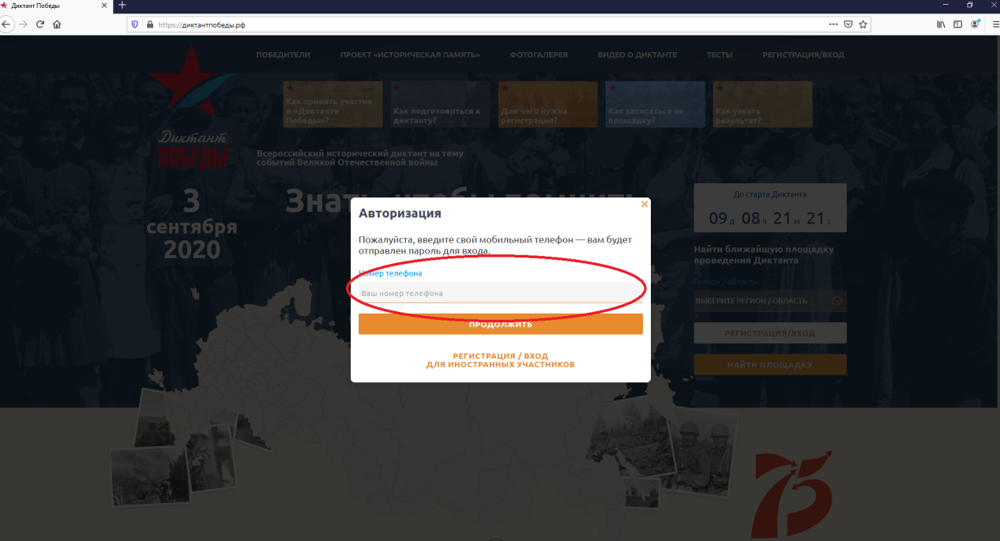 Диктант Победы
https://диктантпобеды.рф
ПОБЕДИТЕЛИ
ПРОЕКТ «ИСТОРИЧЕСКАЯ ПАМЯТЬ»
ФОТОГАЛЕРЕЯ
ВИДЕО О ДИКТАНТЕ
ТЕСТЫ
РЕГИСТРАЦИЯ/ВХОД
Как принять участие
в «Диктанте
Победы»?
Как подготовиться к
диктанту?
Для чего нужна
регистрация?
Как записаться на
площадку?
Как узнать
результат?
Диктант
ПОБЕДЫ
Всероссийский исторический диктант на тему
событий Великой Отечественной войны
3
сентября
2020
Знать, чтобы помнить
До старта Диктанта
09 д 08 ч 21 м 21 с
Найти ближайшую площадку
проведения Диктанта
Регион / область
ВЫБЕРИТЕ РЕГИОН / ОБЛАСТЬ
РЕГИСТРАЦИЯ/ВХОД
НАЙТИ ПЛОЩАДКУ
Авторизация
Пожалуйста, введите свой мобильный телефон — вам будет
отправлен пароль для входа.
Номер телефона
Ваш номер телефона
ПРОДОЛЖИТЬ
РЕГИСТРАЦИЯ / ВХОД
ДЛЯ ИНОСТРАННЫХ УЧАСТНИКОВ
75